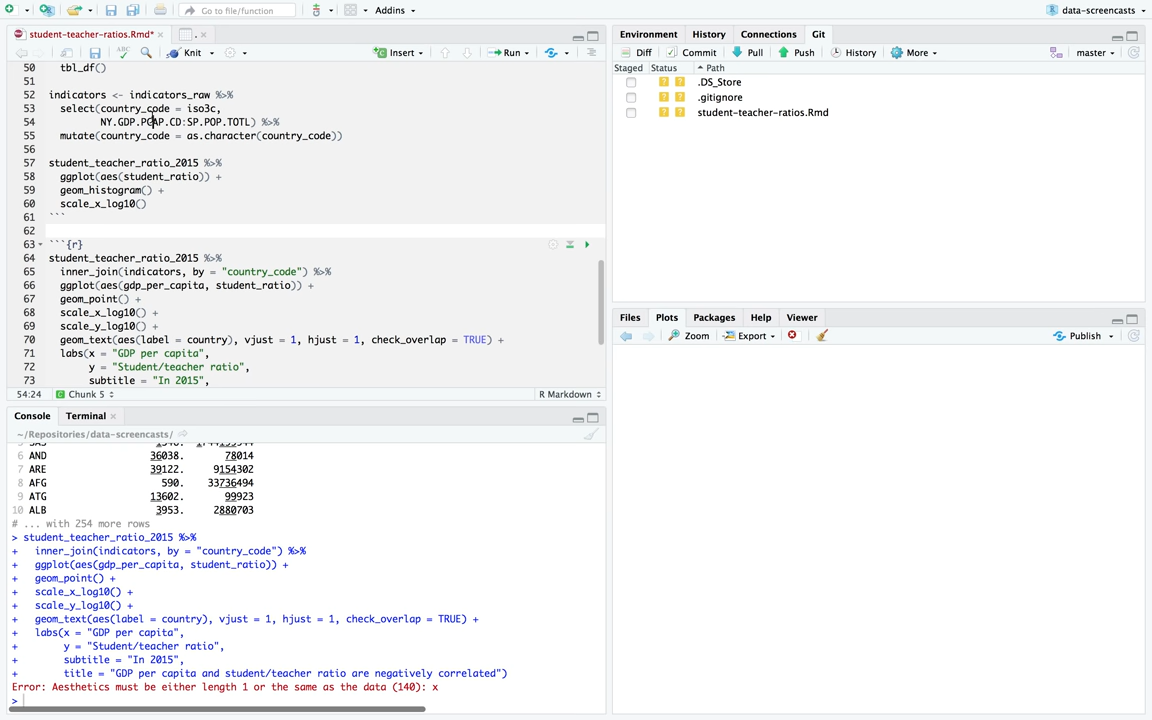 Go to file/function
Addins
data-screencasts
student-teacher-ratios.Rmd*
.
ABC
Knit
Insert
Run
50 tbl_df()
51
52 indicators <- indicators_raw %>%
53 select(country_code = iso3c,
54 NY.GDP.PCAP.CD:SP.POP.TOTL) %>%
55 mutate(country_code = as.character(country_code))
56
57 student_teacher_ratio_2015 %>%
58 ggplot(aes(student_ratio)) +
59 geom_histogram() +
60 scale_x_log10()
61 ```
62
63 ```{r}
64 student_teacher_ratio_2015 %>%
65 inner_join(indicators, by = "country_code") %>%
66 ggplot(aes(gdp_per_capita, student_ratio)) +
67 geom_point() +
68 scale_x_log10() +
69 scale_y_log10() +
70 geom_text(aes(label = country), vjust = 1, hjust = 1, check_overlap = TRUE) +
71 labs(x = "GDP per capita",
72 y = "Student/teacher ratio",
73 subtitle = "In 2015",
54:24 Chunk 5 R Markdown
Console Terminal
~/Repositories/data-screencasts/
6 AND 36038. 78014
7 ARE 39122. 9154302
8 AFG 590. 33736494
9 ATG 13602. 99923
10 ALB 3953. 2880703
# ... with 254 more rows
> student_teacher_ratio_2015 %>%
+ inner_join(indicators, by = "country_code") %>%
+ ggplot(aes(gdp_per_capita, student_ratio)) +
+ geom_point() +
+ scale_x_log10() +
+ scale_y_log10() +
+ geom_text(aes(label = country), vjust = 1, hjust = 1, check_overlap = TRUE) +
+ labs(x = "GDP per capita",
+ y = "Student/teacher ratio",
+ subtitle = "In 2015",
+ title = "GDP per capita and student/teacher ratio are negatively correlated")
Error: Aesthetics must be either length 1 or the same as the data (140): x
>
Environment History Connections Git
Diff Commit Pull Push History More master
Staged Status Path
? ? .DS_Store
? ? .gitignore
? ? student-teacher-ratios.Rmd
Files Plots Packages Help Viewer
Zoom Export Publish